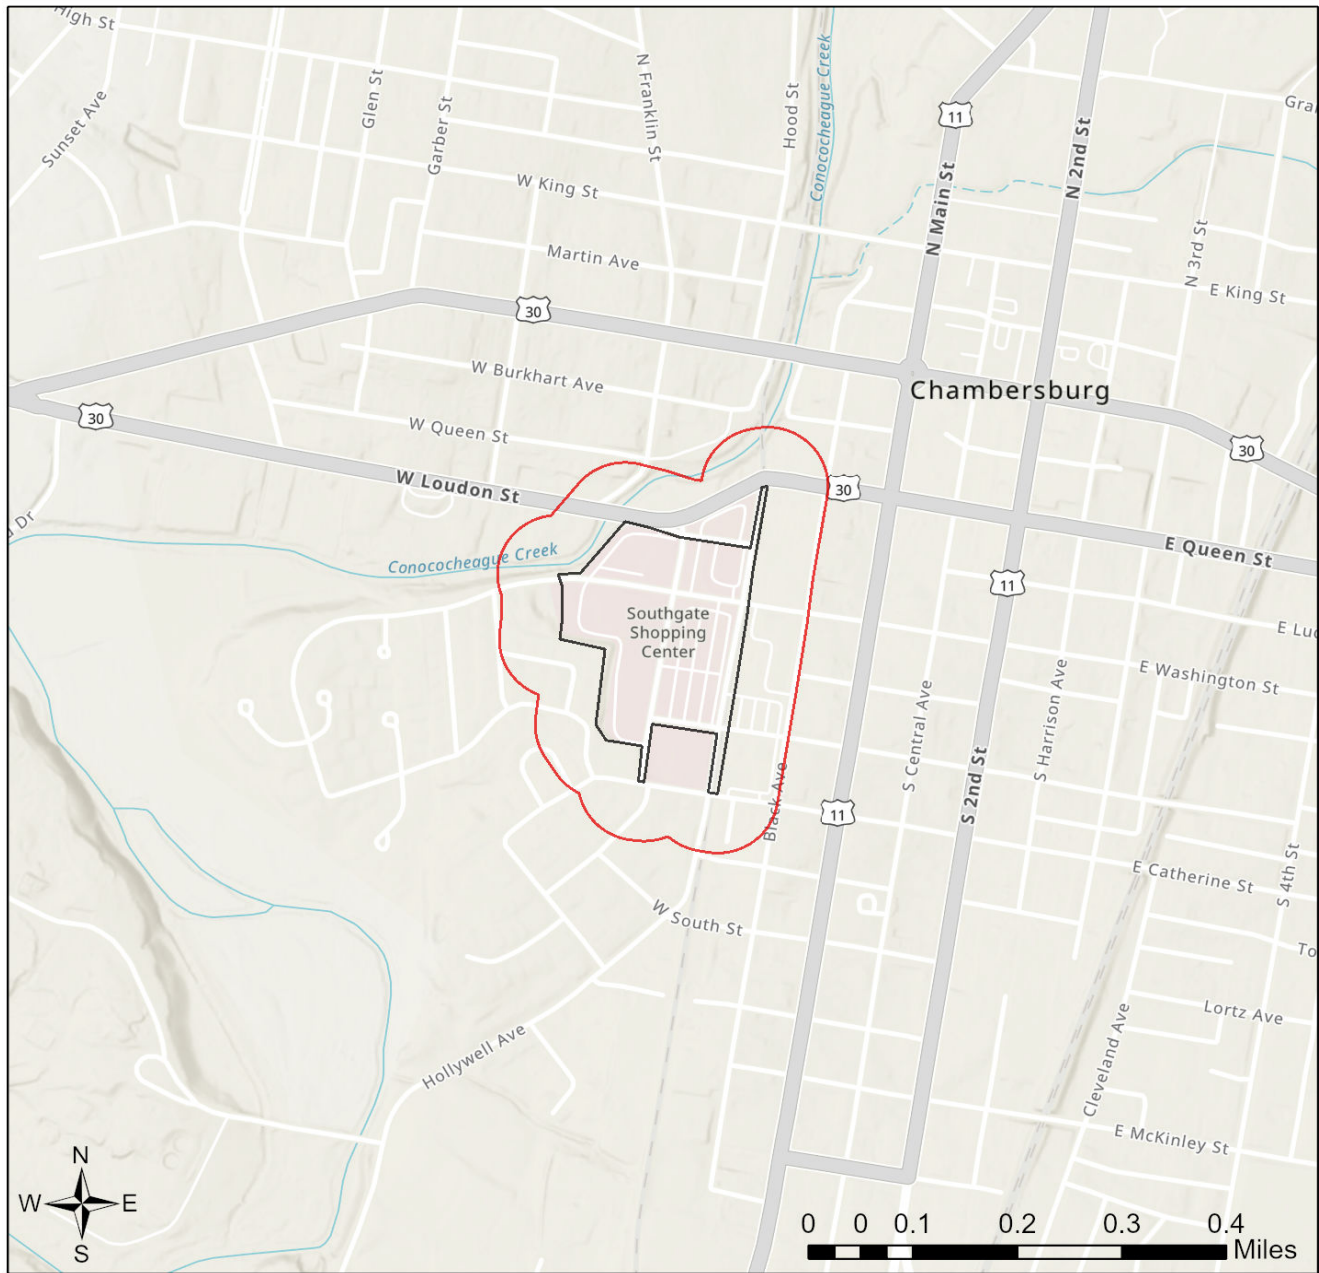 High St
Sunset Ave
Glen St
Garber St
N Franklin St
Hood St
Conococheague Creek
11
N Main St
N 2nd St
W King St
Martin Ave
N 3rd St
E King St
30
W Burkhart Ave
Chambersburg
30
W Queen St
30
W Loudon St
30
E Queen St
Conococheague Creek
11
Southgate
Shopping
Center
E Washington St
S Central Ave
S Harrison Ave
S 2nd St
Black Ave
11
E Catherine St
S 4th St
W South St
Lortz Ave
Hollywell Ave
Cleveland Ave
E McKinley St
N
W E
S
0 0 0.1 0.2 0.3 0.4
Miles